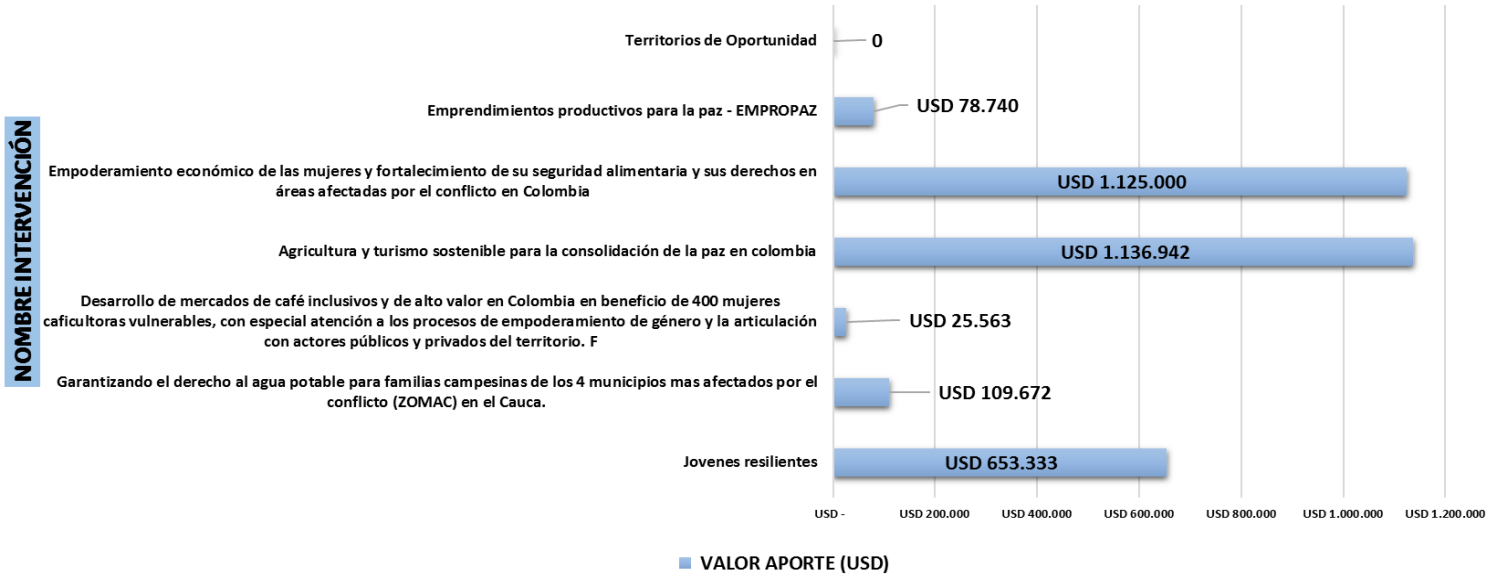 NOMBRE INTERVENCIÓN
Territorios de Oportunidad
0
Emprendimientos productivos para la paz - EMPROPAZ
USD 78.740
Empoderamiento económico de las mujeres y fortalecimiento de su seguridad alimentaria y sus derechos en
áreas afectadas por el conflicto en Colombia
USD 1.125.000
Agricultura y turismo sostenible para la consolidación de la paz en colombia
USD 1.136.942
Desarrollo de mercados de café inclusivos y de alto valor en Colombia en beneficio de 400 mujeres
caficultoras vulnerables, con especial atención a los procesos de empoderamiento de género y la articulación
con actores públicos y privados del territorio. F
USD 25.563
Garantizando el derecho al agua potable para familias campesinas de los 4 municipios mas afectados por el
conflicto (ZOMAC) en el Cauca.
USD 109.672
Jovenes resilientes
USD 653.333
USD -
USD 200.000
USD 400.000
USD 600.000
USD 800.000
USD 1.000.000
USD 1.200.000
VALOR APORTE (USD)